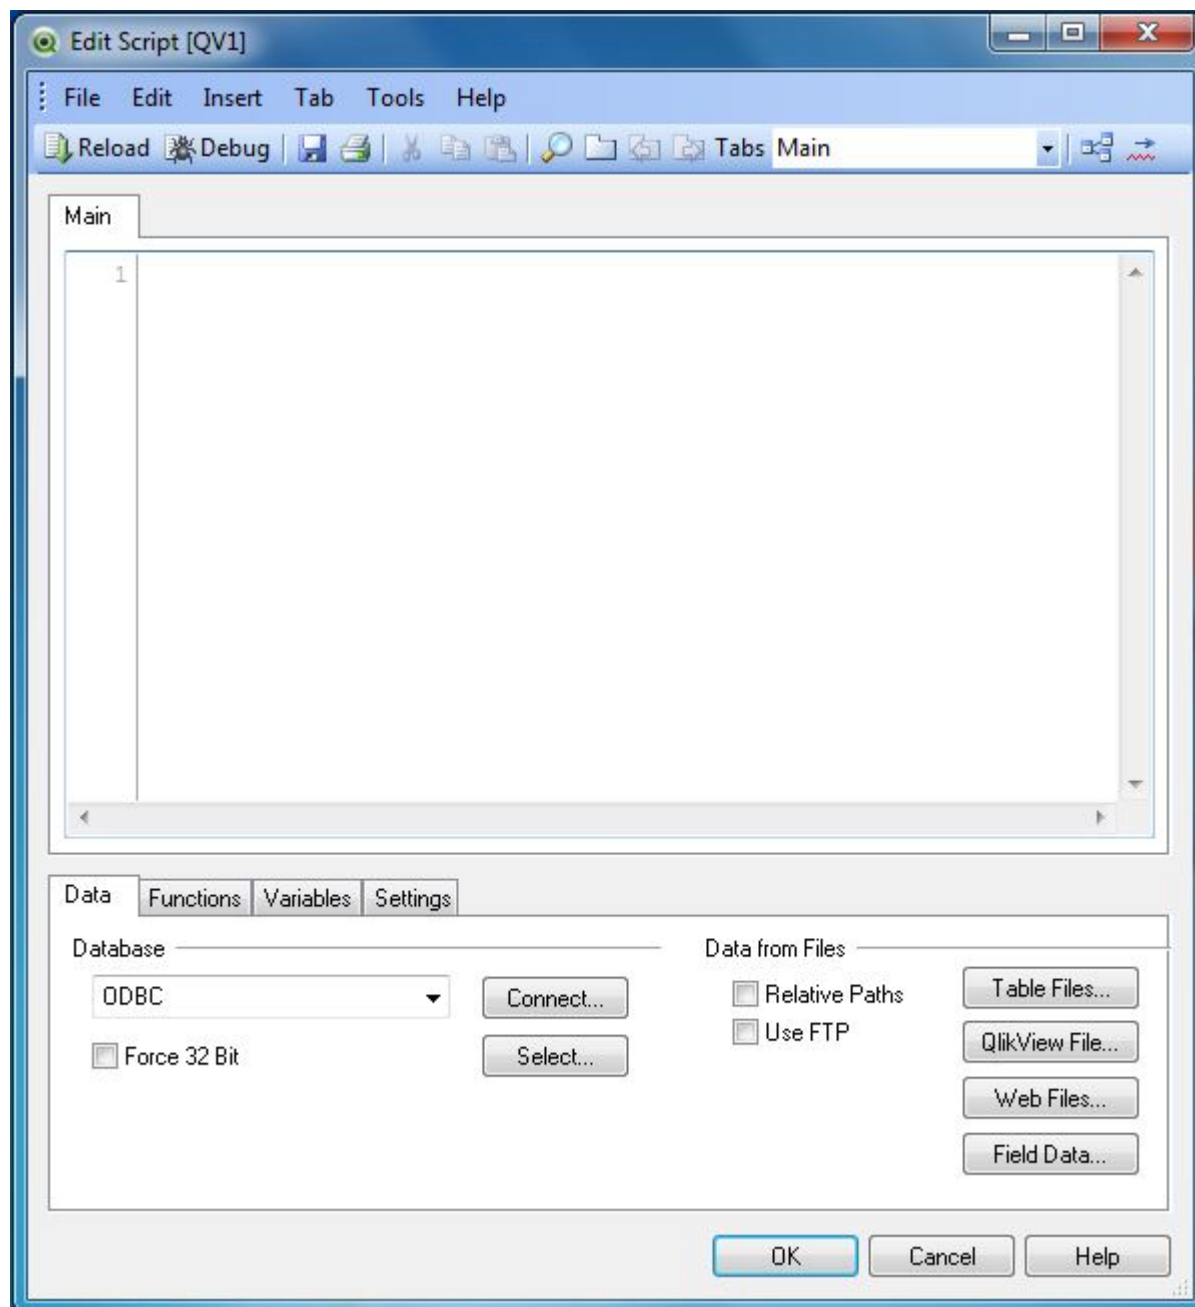 Edit Script [QV1]
File Edit Insert Tab Tools Help
Reload Debug Tabs Main
Main
1
Data Functions Variables Settings
Database Data from Files
ODBC Connect... Relative Paths Table Files...
Force 32 Bit Select... Use FTP QlikView File...
Web Files...
Field Data...
OK Cancel Help